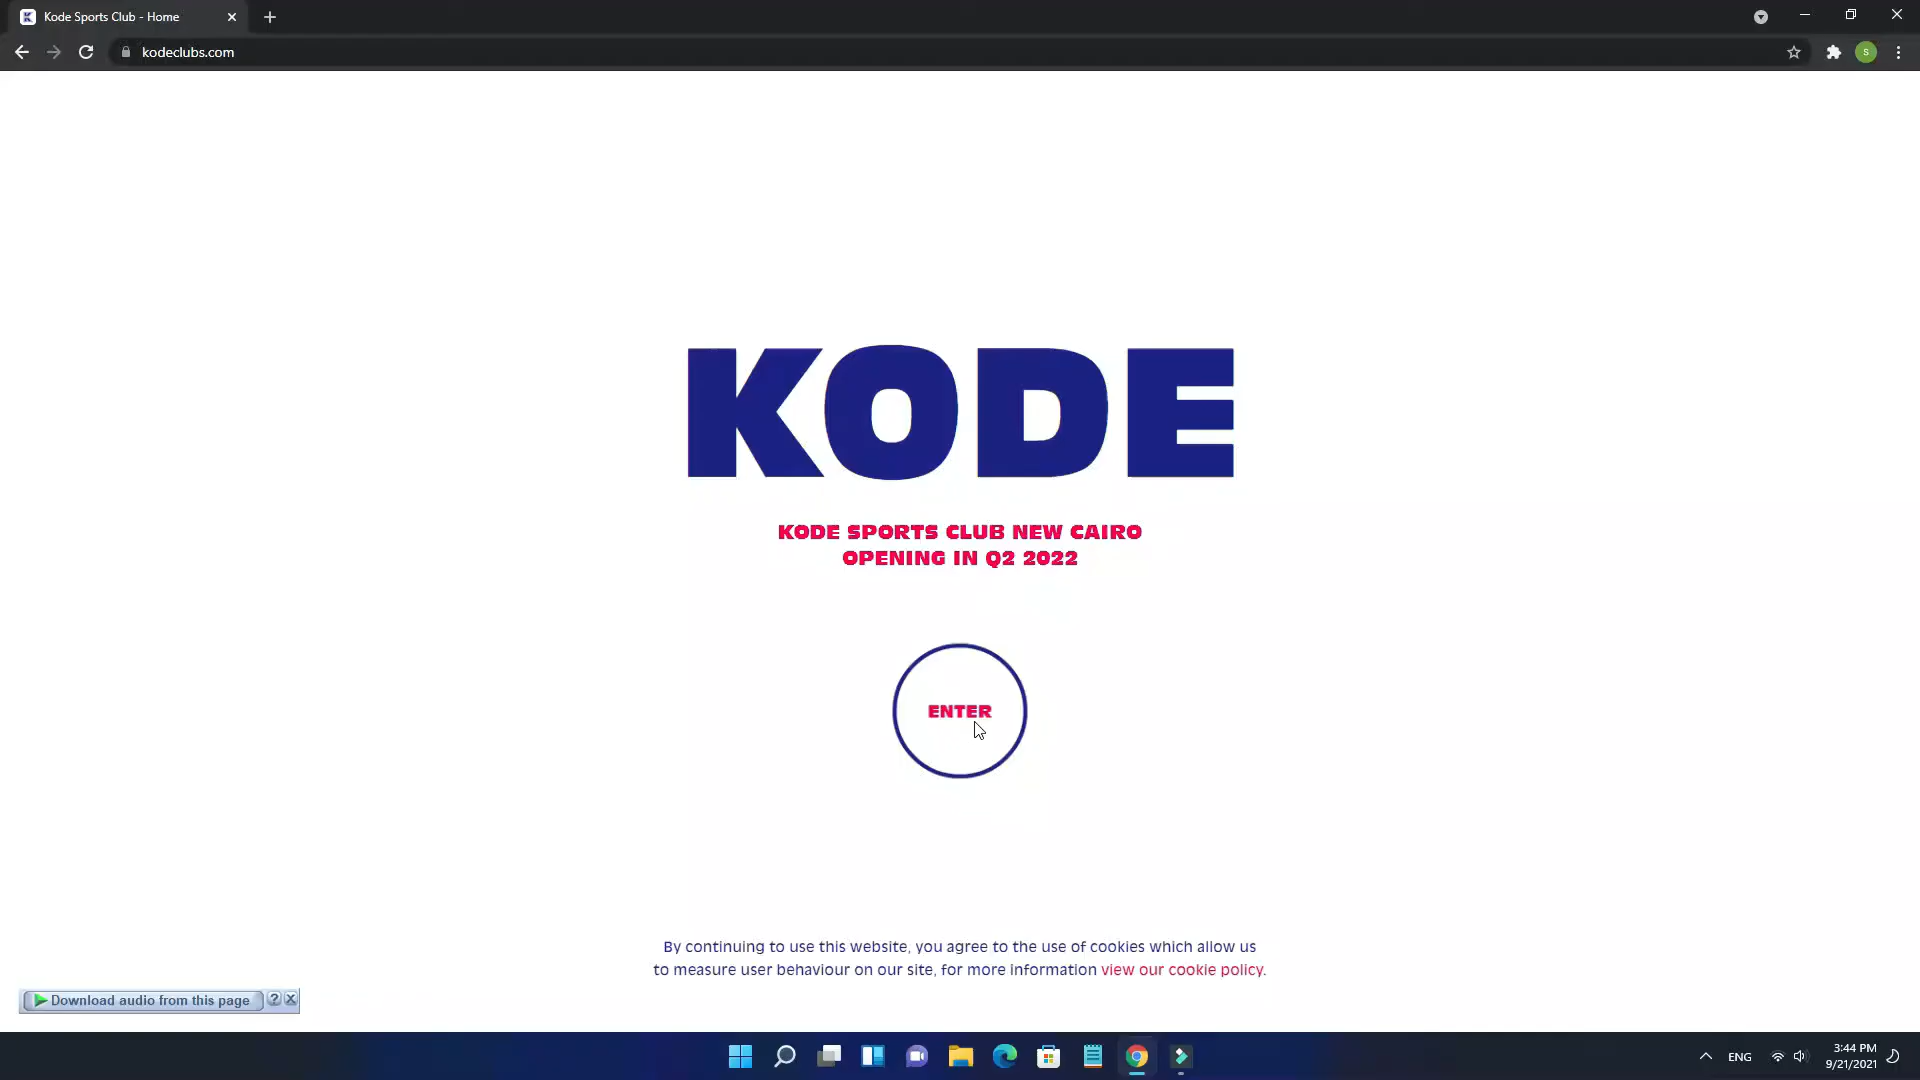 Kode Sports Club - Home
kodeclubs.com
S
KODE
KODE SPORTS CLUB NEW CAIRO
OPENING IN Q2 2022
ENTER
By continuing to use this website, you agree to the use of cookies which allow us
to measure user behaviour on our site, for more information view our cookie policy.
Download audio from this page
?
ENG
3:44 PM
9/21/2021